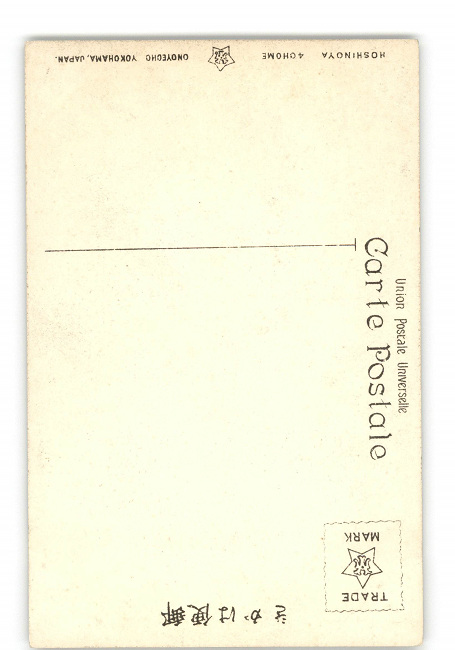 Union Postale Universelle
Carte Postale
郵便はがき
TRADE
MARK
HOSHINOYA 4CHOME ONOYECHO YOKOHAMA, JAPAN.